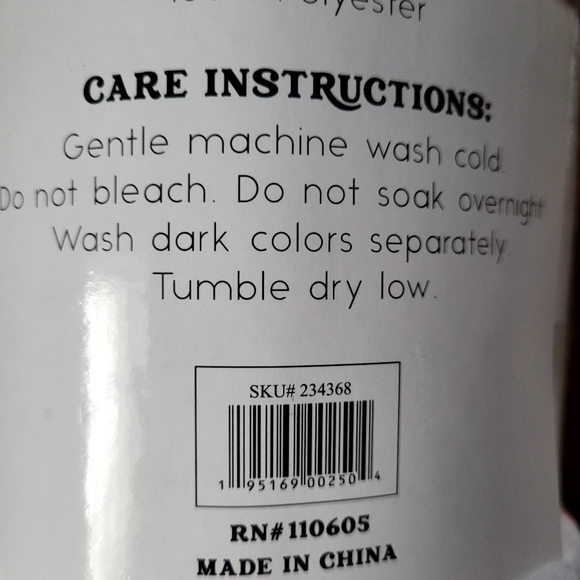 Polyester
CARE INSTRUCTIONS:
Gentle machine wash cold
Do not bleach. Do not soak overnight
Wash dark colors separately
Tumble dry low.
SKU# 234368
1 95169 00250 4
RN# 110605
MADE IN CHINA